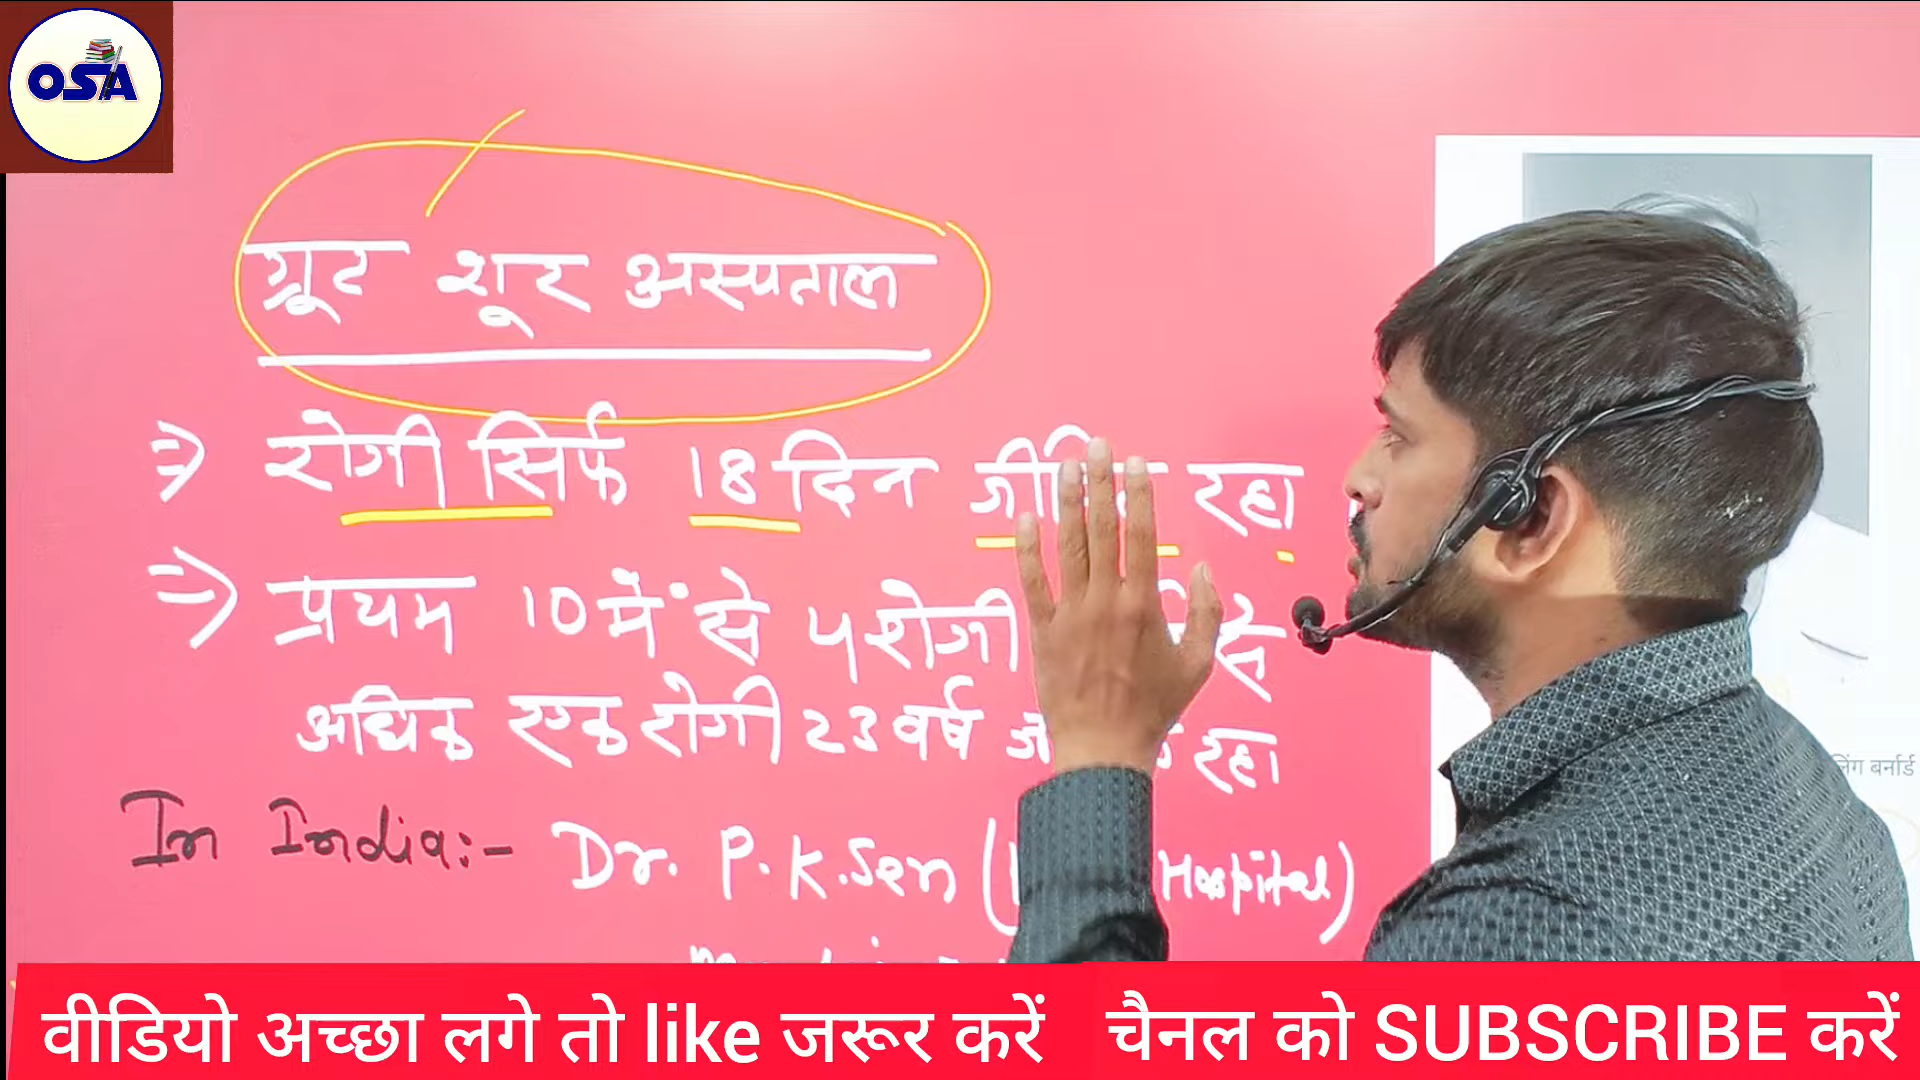 OSA
ग्रूट शूर अस्पताल
⇒ रोगी सिर्फ 18 दिन रहा
⇒ प्रथम 10 में से 4 रोगी से
अधिक एक रोगी 23 वर्ष रहा
In India:- Dr. P.K.Sen ( Hospital)
बर्नार्ड
वीडियो अच्छा लगे तो like जरूर करें चैनल को SUBSCRIBE करें